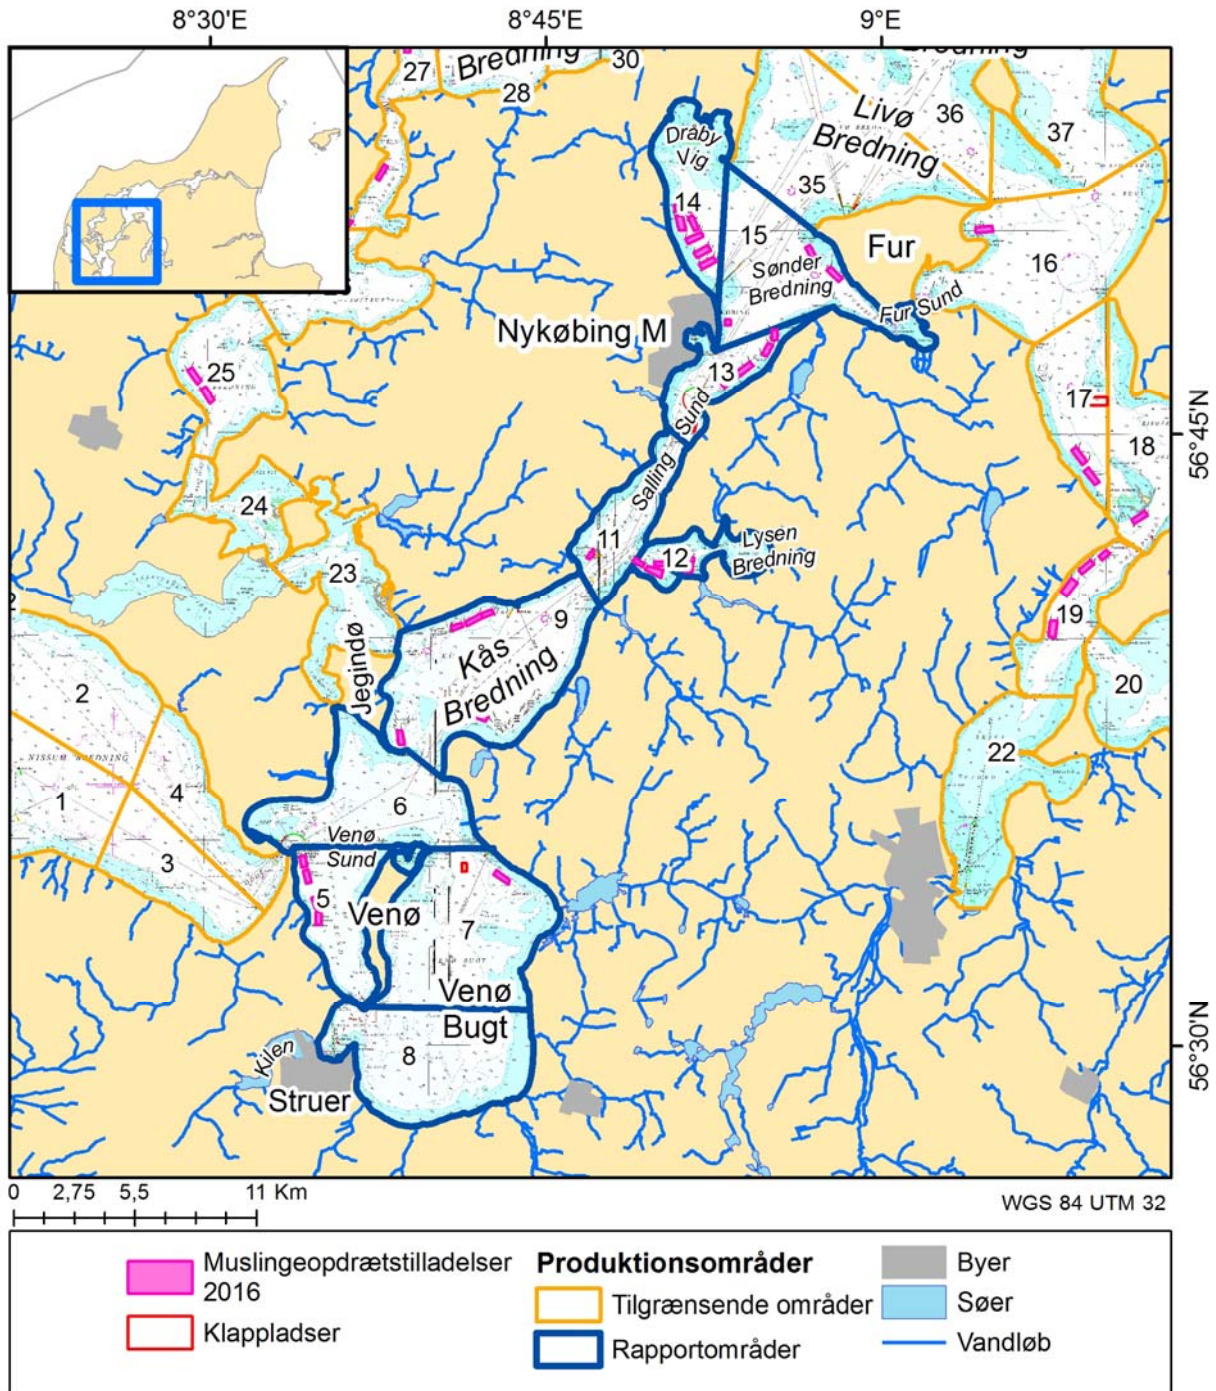 8°30'E
8°45'E
9°E
27
Bredning
30
28
36
37
Livø
Bredning
Dråby
Vig
35
14
15
Fur
16
Sønder
Bredning
Fur Sund
Nykøbing M
13
25
17
18
56°45'N
Sund
Salling
24
11
12
Lysen
Bredning
23
19
9
Kås
Bredning
Jegindø
2
20
22
NISSUM BREDNING
1
4
6
3
Venø
Sund
5
Venø
7
Venø
Bugt
8
Kilen
Struer
56°30'N
0
2,75
5,5
11 Km
WGS 84 UTM 32
Muslingeopdrætstilladelser
2016
Klappladser
Produktionsområder
Tilgrænsende områder
Rapportområder
Byer
Søer
Vandløb